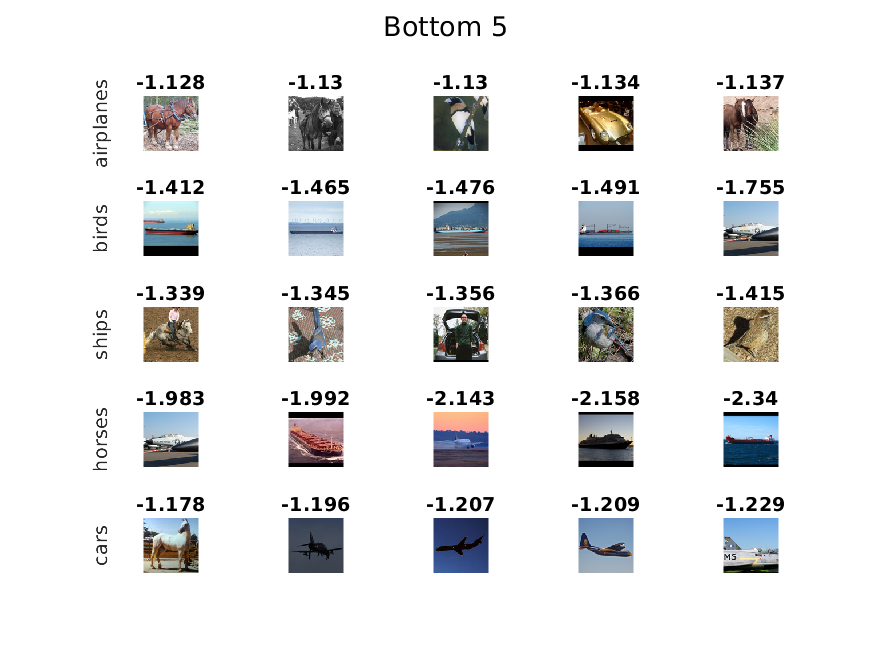 Bottom 5
airplanes
-1.128 -1.13 -1.13 -1.134 -1.137
birds
-1.412 -1.465 -1.476 -1.491 -1.755
ships
-1.339 -1.345 -1.356 -1.366 -1.415
horses
-1.983 -1.992 -2.143 -2.158 -2.34
cars
-1.178 -1.196 -1.207 -1.209 -1.229
MS